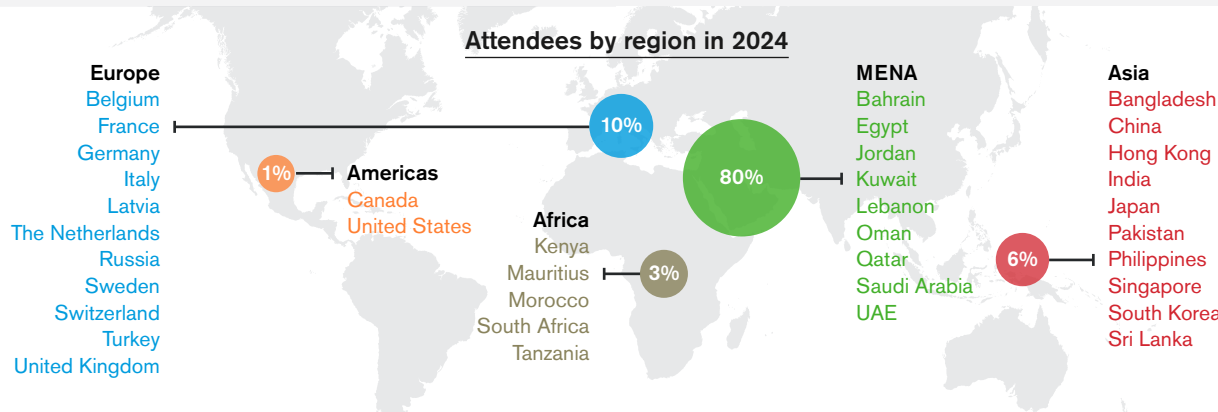 Attendees by region in 2024
Europe
Belgium
France
Germany
Italy
Latvia
The Netherlands
Russia
Sweden
Switzerland
Turkey
United Kingdom
10%
1%
Americas
Canada
United States
Africa
Kenya
Mauritius
Morocco
South Africa
Tanzania
3%
80%
MENA
Bahrain
Egypt
Jordan
Kuwait
Lebanon
Oman
Qatar
Saudi Arabia
UAE
6%
Asia
Bangladesh
China
Hong Kong
India
Japan
Pakistan
Philippines
Singapore
South Korea
Sri Lanka